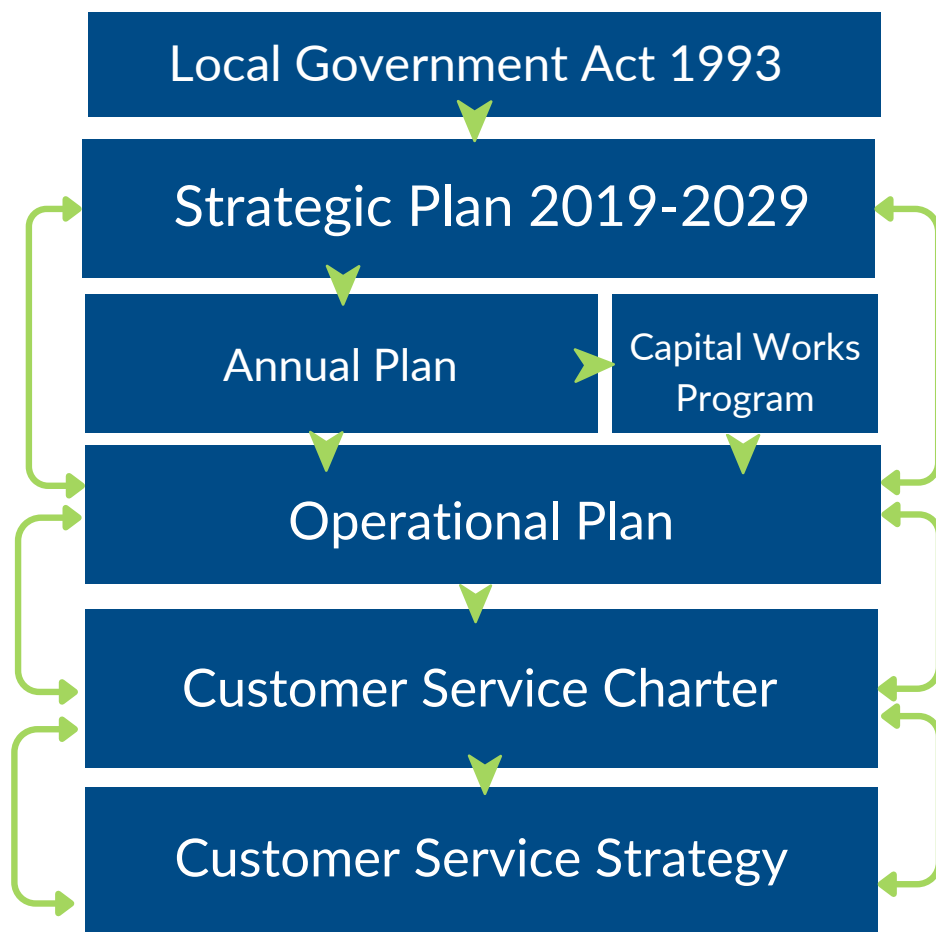 Local Government Act 1993
Strategic Plan 2019-2029
Annual Plan
Capital Works
Program
Operational Plan
Customer Service Charter
Customer Service Strategy